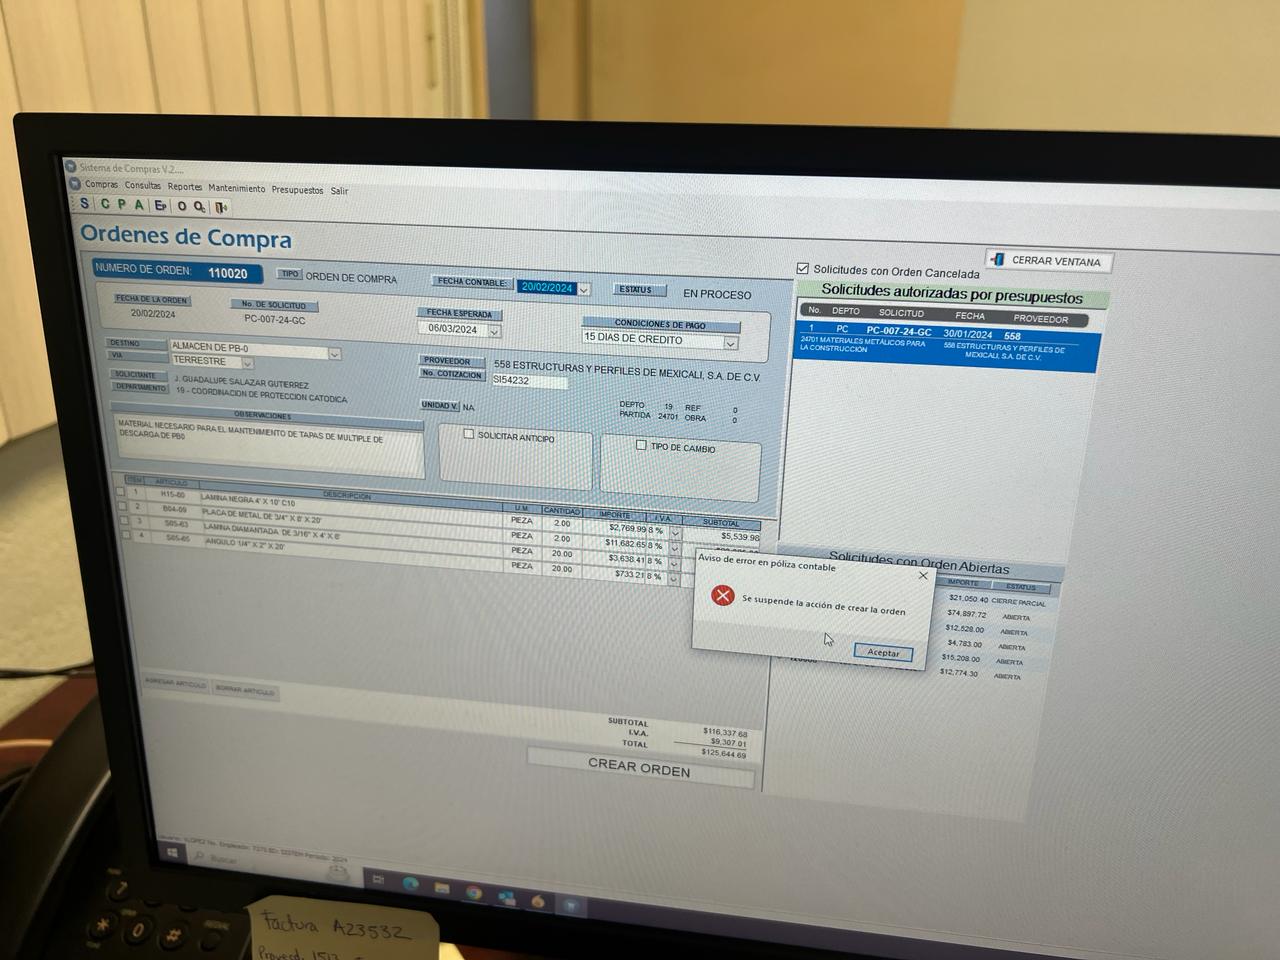 Sistema de Compras V.2....
Compras Consultas Reportes Mantenimiento Presupuestos Salir
S C P A Ep O Oc
Ordenes de Compra
CERRAR VENTANA
NUMERO DE ORDEN: 110020
TIPO ORDEN DE COMPRA
FECHA CONTABLE: 20/02/2024
ESTATUS EN PROCESO
FECHA DE LA ORDEN
20/02/2024
No. DE SOLICITUD
PC-007-24-GC
FECHA ESPERADA
06/03/2024
CONDICIONES DE PAGO
15 DIAS DE CREDITO
DESTINO ALMACEN DE PB-0
VIA TERRESTRE
SOLICITANTE J. GUADALUPE SALAZAR GUTIERREZ
DEPARTAMENTO 19 - COORDINACION DE PROTECCION CATODICA
PROVEEDOR 558 ESTRUCTURAS Y PERFILES DE MEXICALI, S.A. DE C.V.
No. COTIZACION SI54232
UNIDAD V. NA
DEPTO 19 REF 0
PARTIDA 24701 OBRA 0
OBSERVACIONES
MATERIAL NECESARIO PARA EL MANTENIMIENTO DE TAPAS DE MULTIPLE DE
DESCARGA DE PB0
SOLICITAR ANTICIPO
TIPO DE CAMBIO
ITEM ARTICULO DESCRIPCION U.M. CANTIDAD IMPORTE I.V.A. SUBTOTAL
1 H15-60 LAMINA NEGRA 4' X 10' C10 PIEZA 2.00 $2,769.99 8 % $5,539.98
2 B04-09 PLACA DE METAL DE 3/4" X 8' X 20' PIEZA 2.00 $11,682.65 8 %
3 S05-63 LAMINA DIAMANTADA DE 3/16" X 4' X 8' PIEZA 20.00 $3,638.41 8 %
4 S05-65 ANGULO 1/4" X 2" X 20' PIEZA 20.00 $733.21 8 %
AGREGAR ARTICULO BORRAR ARTICULO
SUBTOTAL $116,337.68
I.V.A. $9,307.01
TOTAL $125,644.69
CREAR ORDEN
Solicitudes con Orden Cancelada
Solicitudes autorizadas por presupuestos
No. DEPTO SOLICITUD FECHA PROVEEDOR
1 PC PC-007-24-GC 30/01/2024 558
24701 MATERIALES METALICOS PARA
LA CONSTRUCCIÓN
558 ESTRUCTURAS Y PERFILES DE
MEXICALI, S.A. DE C.V.
Solicitudes con Orden Abiertas
IMPORTE ESTATUS
$21,050.40 CIERRE PARCIAL
$74,897.72 ABIERTA
$12,528.00 ABIERTA
$4,783.00 ABIERTA
$15,208.00 ABIERTA
$12,774.30 ABIERTA
Aviso de error en póliza contable
Se suspende la acción de crear la orden
Aceptar
Buscar
Factura A23532
* 0 #